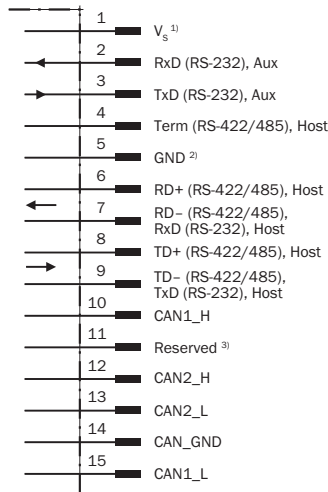 1
V_s 1)
2
RxD (RS-232), Aux
3
TxD (RS-232), Aux
4
Term (RS-422/485), Host
5
GND 2)
6
RD+ (RS-422/485), Host
7
RD– (RS-422/485),
RxD (RS-232), Host
8
TD+ (RS-422/485), Host
9
TD– (RS-422/485),
TxD (RS-232), Host
10
CAN1_H
11
Reserved 3)
12
CAN2_H
13
CAN2_L
14
CAN_GND
15
CAN1_L